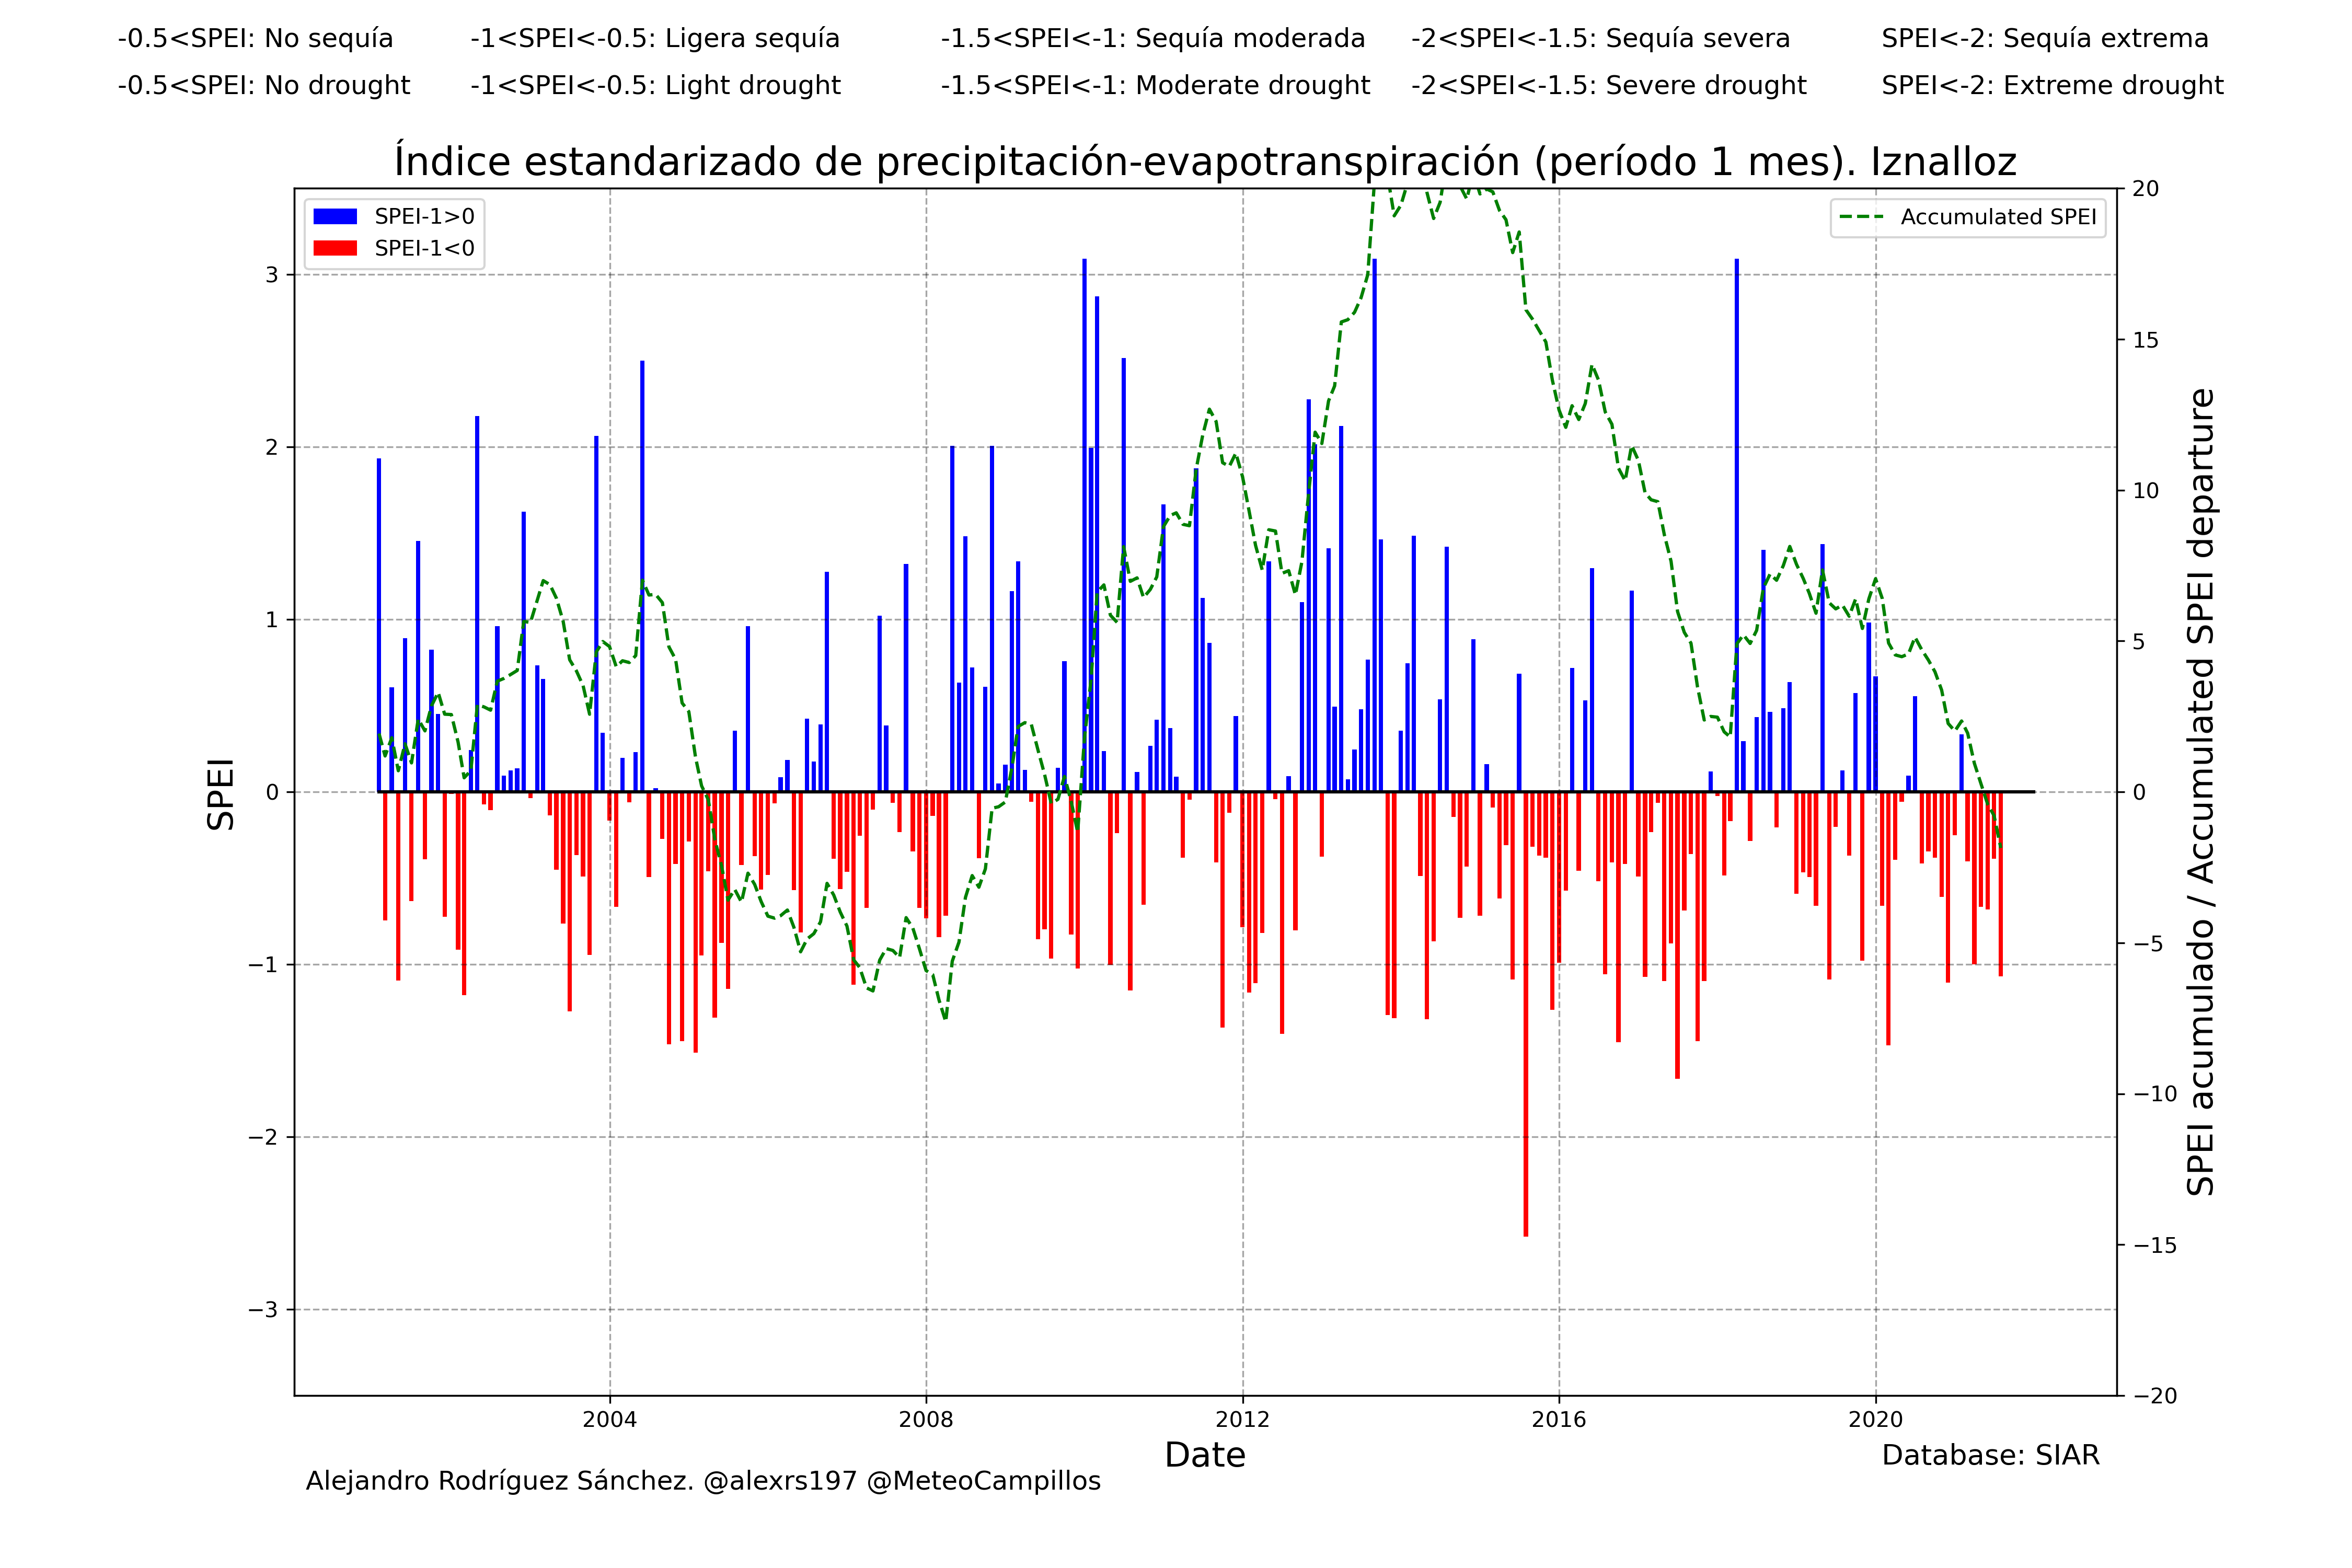 -0.5<SPEI: No sequía -1<SPEI<-0.5: Ligera sequía -1.5<SPEI<-1: Sequía moderada -2<SPEI<-1.5: Sequía severa SPEI<-2: Sequía extrema
-0.5<SPEI: No drought -1<SPEI<-0.5: Light drought -1.5<SPEI<-1: Moderate drought -2<SPEI<-1.5: Severe drought SPEI<-2: Extreme drought
Índice estandarizado de precipitación-evapotranspiración (período 1 mes). Iznalloz
SPEI-1>0
SPEI-1<0
Accumulated SPEI
SPEI
3
2
1
0
−1
−2
−3
20
15
10
5
0
−5
−10
−15
−20
SPEI acumulado / Accumulated SPEI departure
2004 2008 2012 2016 2020
Date
Database: SIAR
Alejandro Rodríguez Sánchez. @alexrs197 @MeteoCampillos